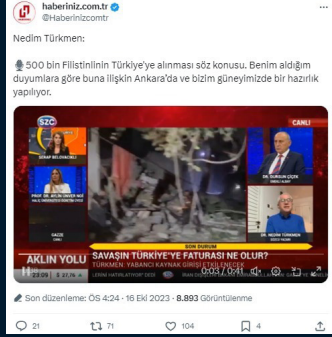 haberiniz.com.tr
@Haberinizcomtr
Nedim Türkmen:
500 bin Filistinlinin Türkiye'ye alınması söz konusu. Benim aldığım
duyumlara göre buna ilişkin Ankara'da ve bizim güneyimizde bir hazırlık
yapılıyor.
SZC
CANLI
SERAP BELOVACIKLI
PROF. DR. AYLİN ÜNVER NOİ
DR. DURSUN ÇİÇEK
GAZZE
DR. NEDİM TÜRKMEN
SON DURUM
AKLIN YOLU
SAVAŞIN TÜRKİYE'YE FATURASI NE OLUR?
TÜRKMEN: YABANCI KAYNAK GİRİŞİ ETKİLENECEK
23:05
$ 27,76
0:03 / 0:41
Son düzenleme: ÖS 4:24 · 16 Eki 2023 · 8.893 Görüntülenme
21 71 104 4